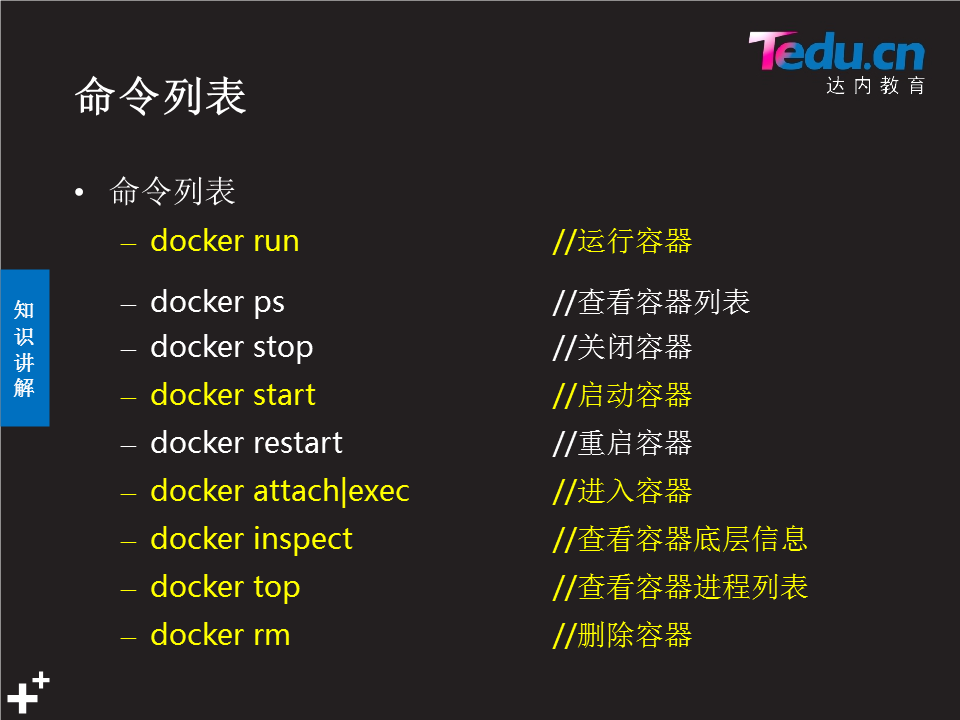 Tedu.cn
达内教育
命令列表
• 命令列表
– docker run //运行容器
– docker ps //查看容器列表
– docker stop //关闭容器
– docker start //启动容器
– docker restart //重启容器
– docker attach|exec //进入容器
– docker inspect //查看容器底层信息
– docker top //查看容器进程列表
– docker rm //删除容器
知
识
讲
解